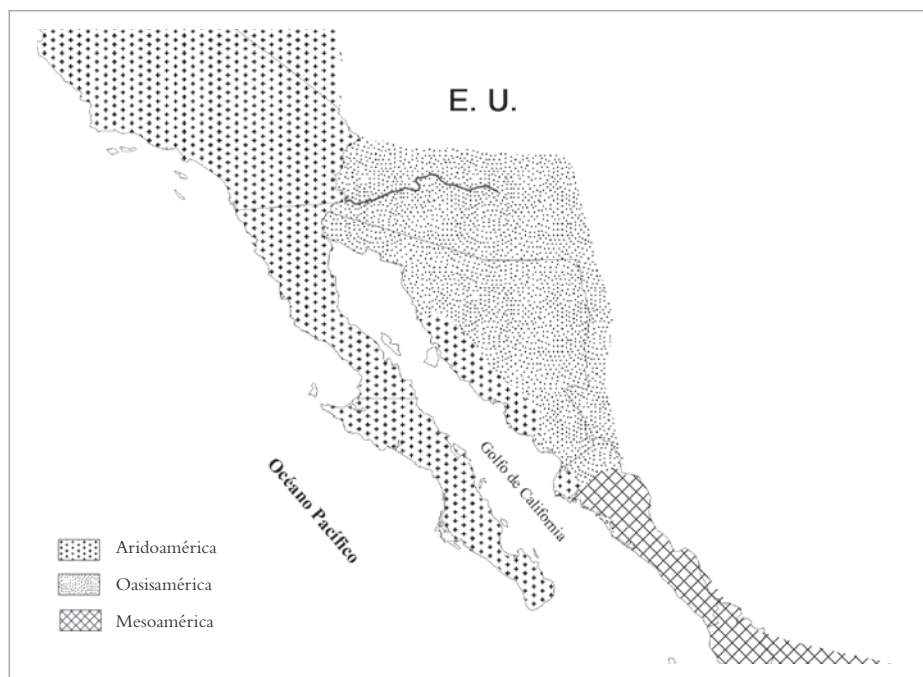 E. U.
Océano Pacífico
Golfo de California
Aridoamérica
Oasisamérica
Mesoamérica